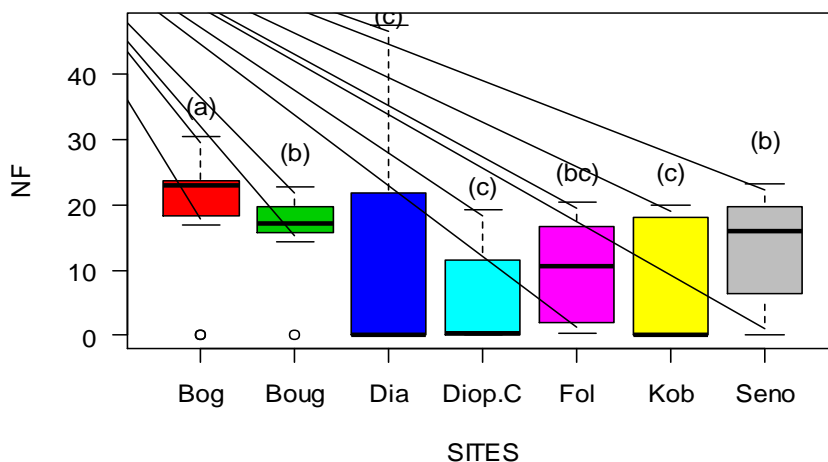 (c)
40
(a)
30
(b)
(b)
(bc)
(c)
(c)
NF
20
10
0
Bog Boug Dia Diop.C Fol Kob Seno
SITES